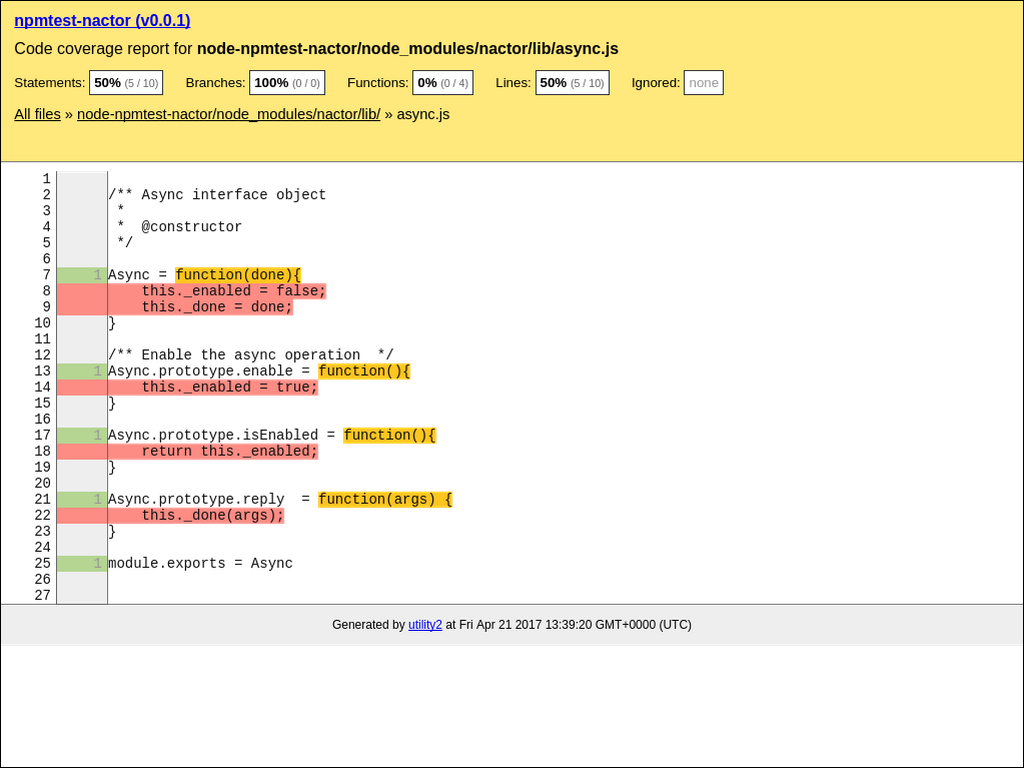 npmtest-nactor (v0.0.1)
Code coverage report for node-npmtest-nactor/node_modules/nactor/lib/async.js
Statements: 50% (5 / 10) Branches: 100% (0 / 0) Functions: 0% (0 / 4) Lines: 50% (5 / 10) Ignored: none
All files » node-npmtest-nactor/node_modules/nactor/lib/ » async.js
1
2 /** Async interface object
3  *
4  *  @constructor
5  */
6
7 1 Async = function(done){
8     this._enabled = false;
9     this._done = done;
10 }
11
12 /** Enable the async operation  */
13 1 Async.prototype.enable = function(){
14     this._enabled = true;
15 }
16
17 1 Async.prototype.isEnabled = function(){
18     return this._enabled;
19 }
20
21 1 Async.prototype.reply  = function(args) {
22     this._done(args);
23 }
24
25 1 module.exports = Async
26
27
Generated by utility2 at Fri Apr 21 2017 13:39:20 GMT+0000 (UTC)